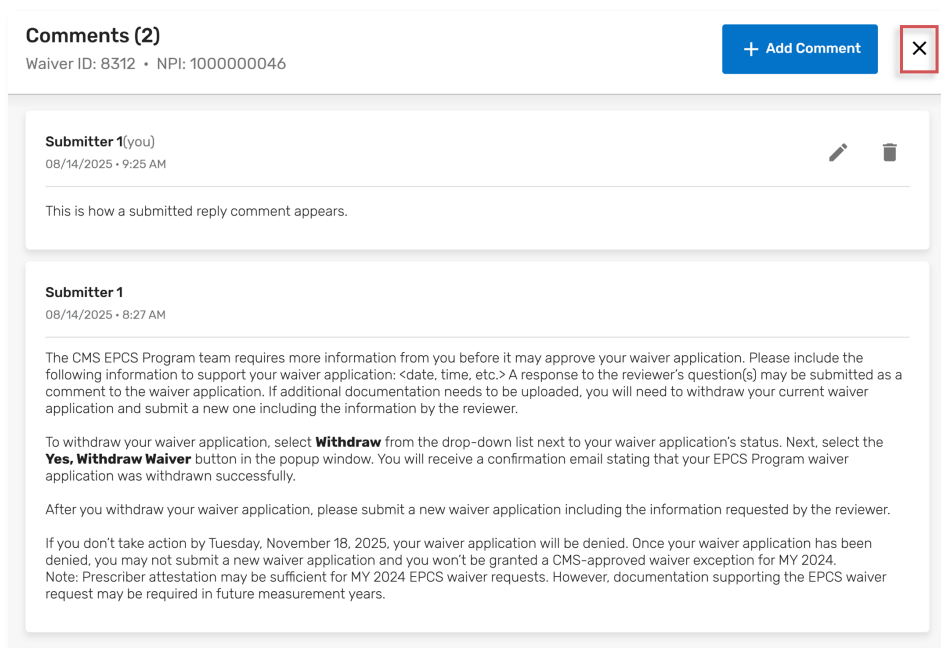 Comments (2)
Waiver ID: 8312 • NPI: 1000000046
+ Add Comment
Submitter 1(you)
08/14/2025 • 9:25 AM
This is how a submitted reply comment appears.
Submitter 1
08/14/2025 • 8:27 AM
The CMS EPCS Program team requires more information from you before it may approve your waiver application. Please include the
following information to support your waiver application: <date, time, etc.> A response to the reviewer's question(s) may be submitted as a
comment to the waiver application. If additional documentation needs to be uploaded, you will need to withdraw your current waiver
application and submit a new one including the information by the reviewer.
To withdraw your waiver application, select Withdraw from the drop-down list next to your waiver application's status. Next, select the
Yes, Withdraw Waiver button in the popup window. You will receive a confirmation email stating that your EPCS Program waiver
application was withdrawn successfully.
After you withdraw your waiver application, please submit a new waiver application including the information requested by the reviewer.
If you don't take action by Tuesday, November 18, 2025, your waiver application will be denied. Once your waiver application has been
denied, you may not submit a new waiver application and you won't be granted a CMS-approved waiver exception for MY 2024.
Note: Prescriber attestation may be sufficient for MY 2024 EPCS waiver requests. However, documentation supporting the EPCS waiver
request may be required in future measurement years.